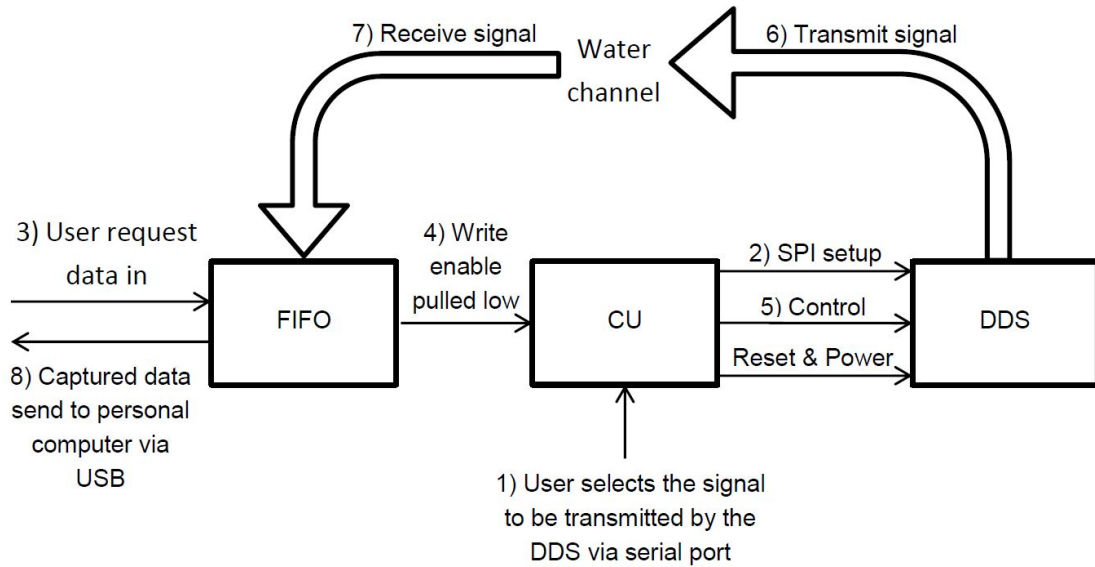 7) Receive signal
Water
channel
6) Transmit signal
3) User request
data in
4) Write
enable
pulled low
2) SPI setup
5) Control
Reset & Power
FIFO
CU
DDS
8) Captured data
send to personal
computer via
USB
1) User selects the signal
to be transmitted by the
DDS via serial port